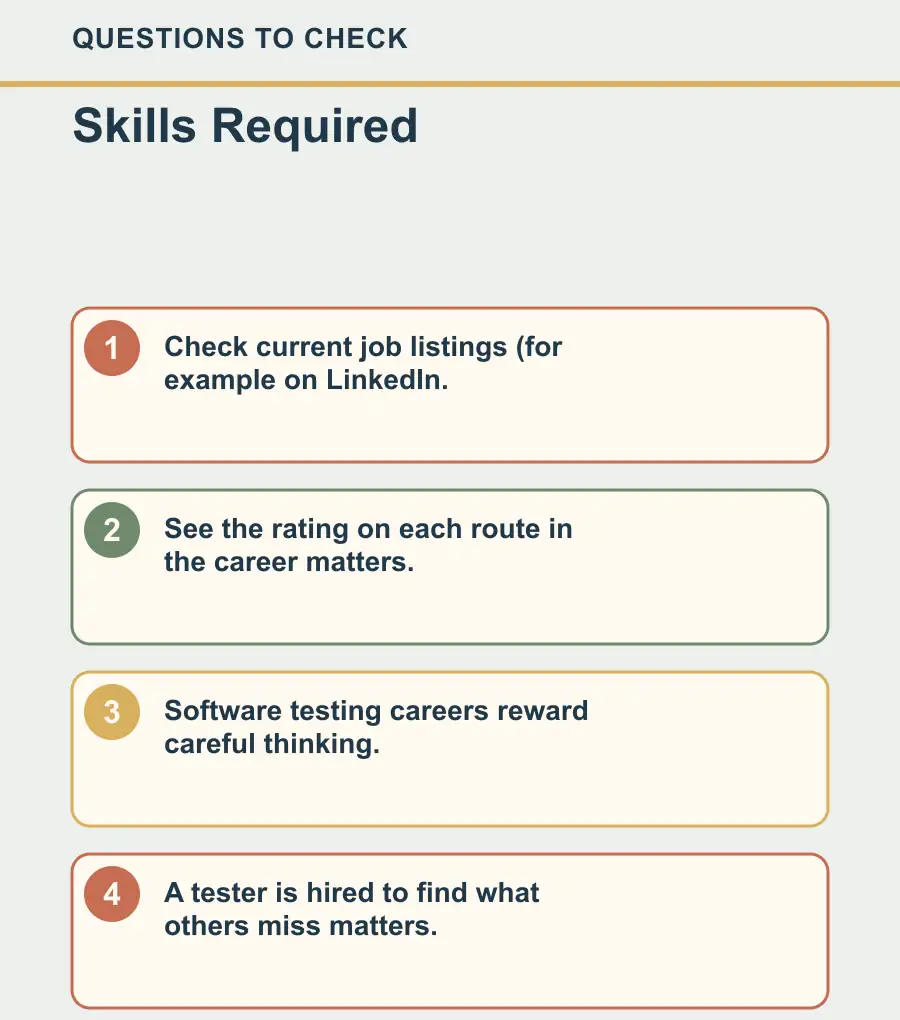 QUESTIONS TO CHECK
Skills Required
1
Check current job listings (for
example on LinkedIn.
2
See the rating on each route in
the career matters.
3
Software testing careers reward
careful thinking.
4
A tester is hired to find what
others miss matters.